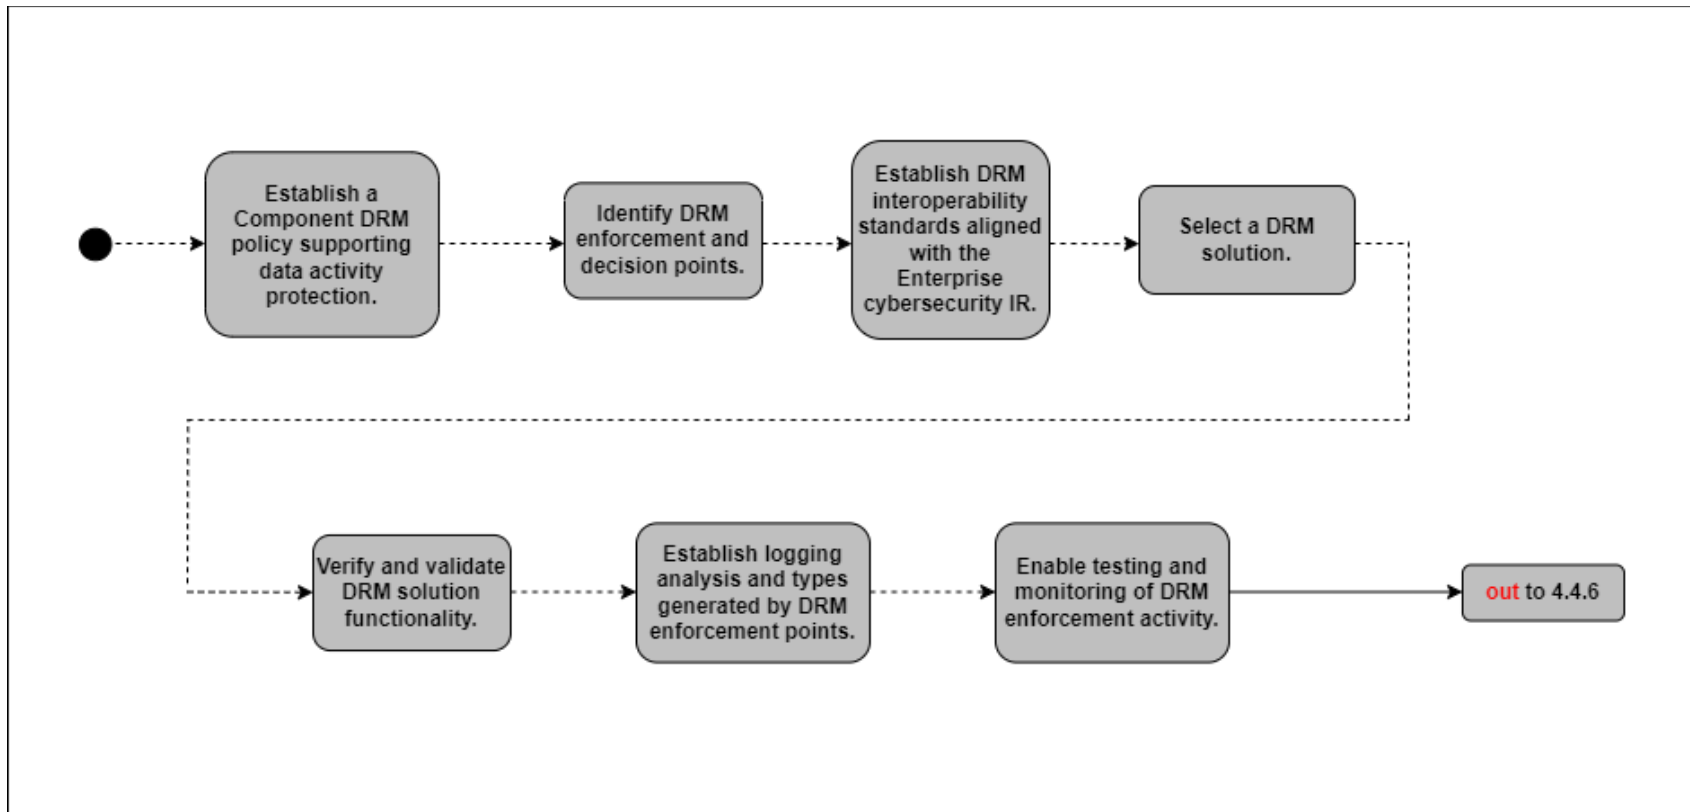 Establish a
Component DRM
policy supporting
data activity
protection.
Identify DRM
enforcement and
decision points.
Establish DRM
interoperability
standards aligned
with the
Enterprise
cybersecurity IR.
Select a DRM
solution.
Verify and validate
DRM solution
functionality.
Establish logging
analysis and types
generated by DRM
enforcement points.
Enable testing and
monitoring of DRM
enforcement activity.
out to 4.4.6